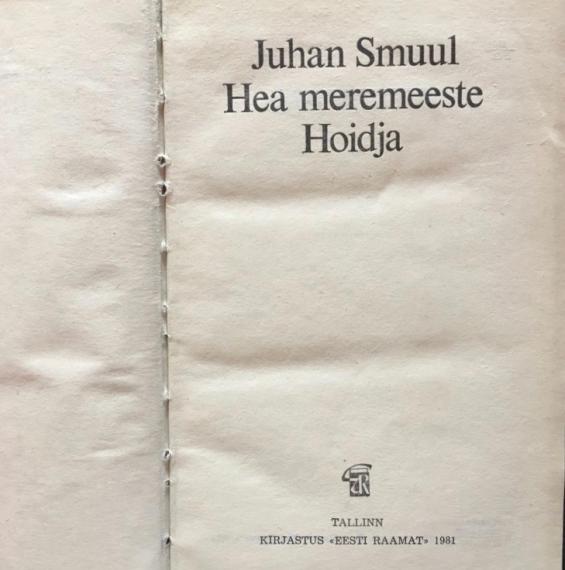 Juhan Smuul
Hea meremeeste
Hoidja
TALLINN
KIRJASTUS «EESTI RAAMAT» 1981